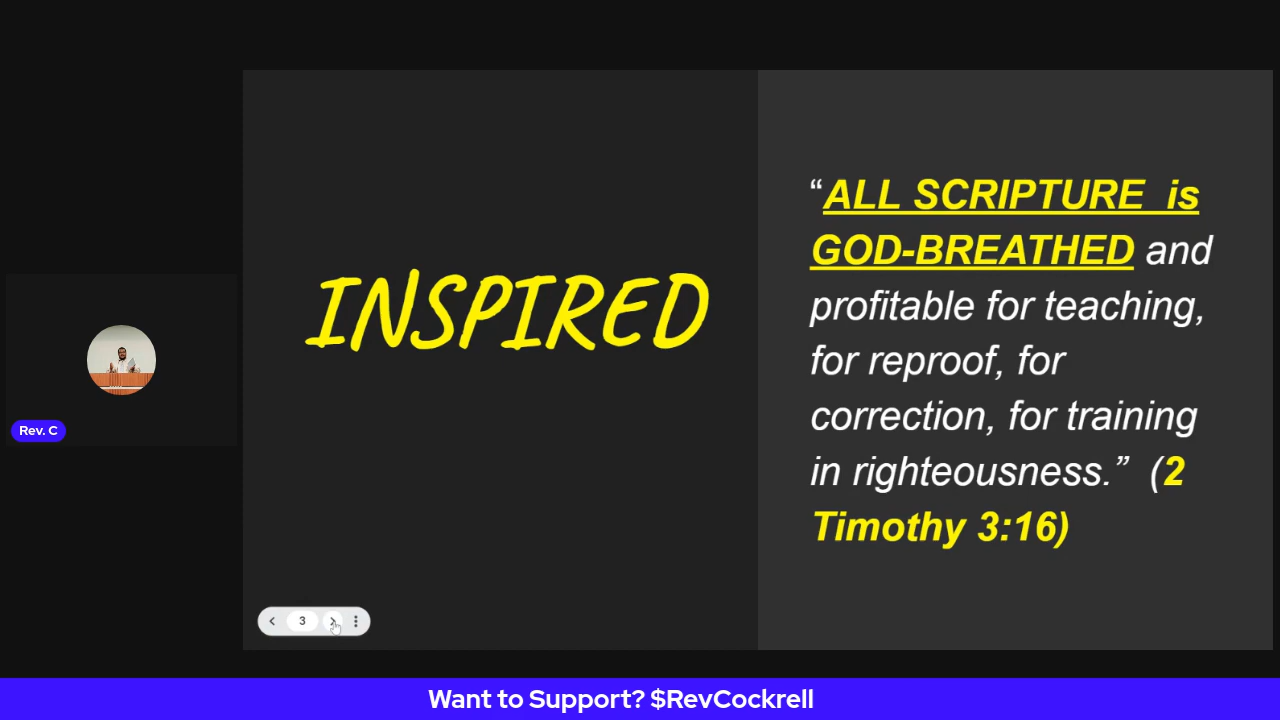 INSPIRED
“ALL SCRIPTURE is
GOD-BREATHED and
profitable for teaching,
for reproof, for
correction, for training
in righteousness.” (2
Timothy 3:16)
Rev. C
3
Want to Support? $RevCockrell